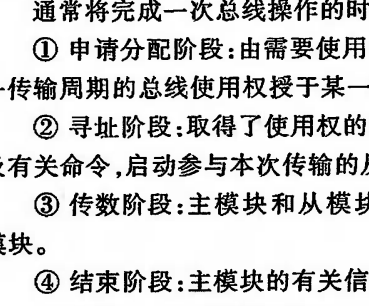 通常将完成一次总线操作的时
① 申请分配阶段:由需要使用
传输周期的总线使用权授于某一
② 寻址阶段:取得了使用权的
有关命令,启动参与本次传输的
③ 传数阶段:主模块和从模块
块。
④ 结束阶段:主模块的有关信